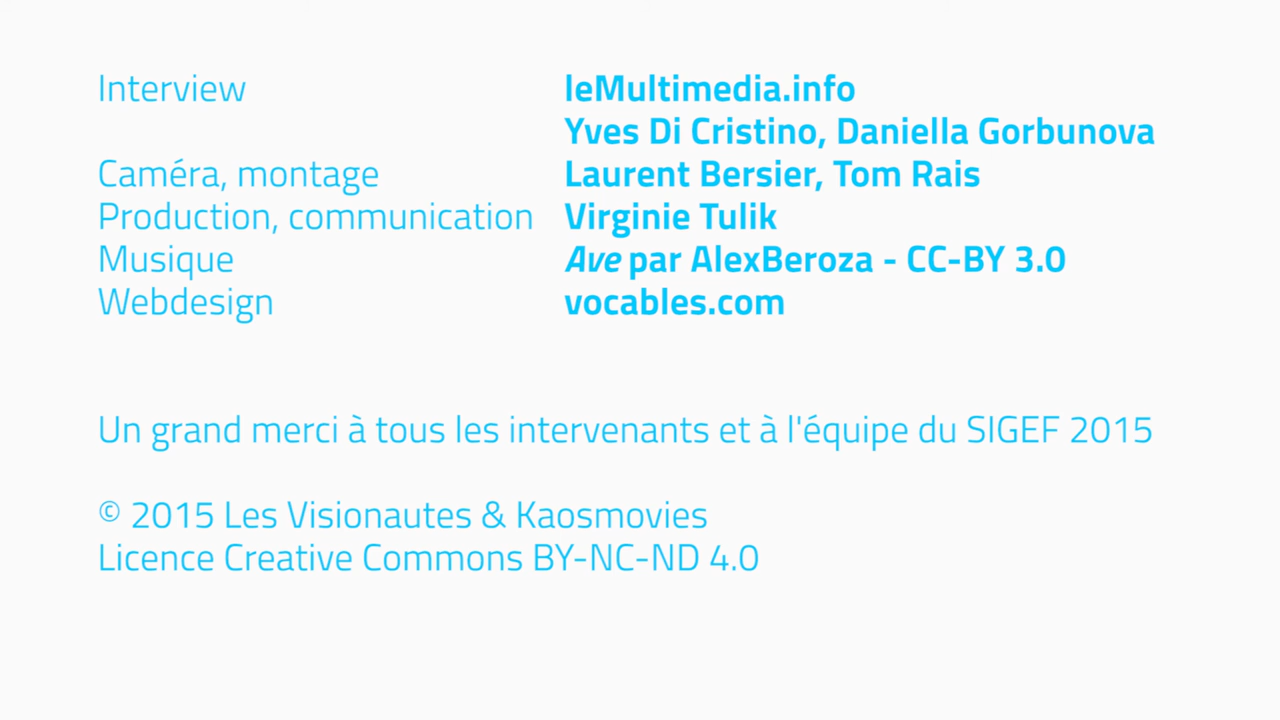 Interview leMultimedia.info
Yves Di Cristino, Daniella Gorbunova
Caméra, montage Laurent Bersier, Tom Rais
Production, communication Virginie Tulik
Musique Ave par AlexBeroza - CC-BY 3.0
Webdesign vocables.com
Un grand merci à tous les intervenants et à l'équipe du SIGEF 2015
© 2015 Les Visionautes & Kaosmovies
Licence Creative Commons BY-NC-ND 4.0